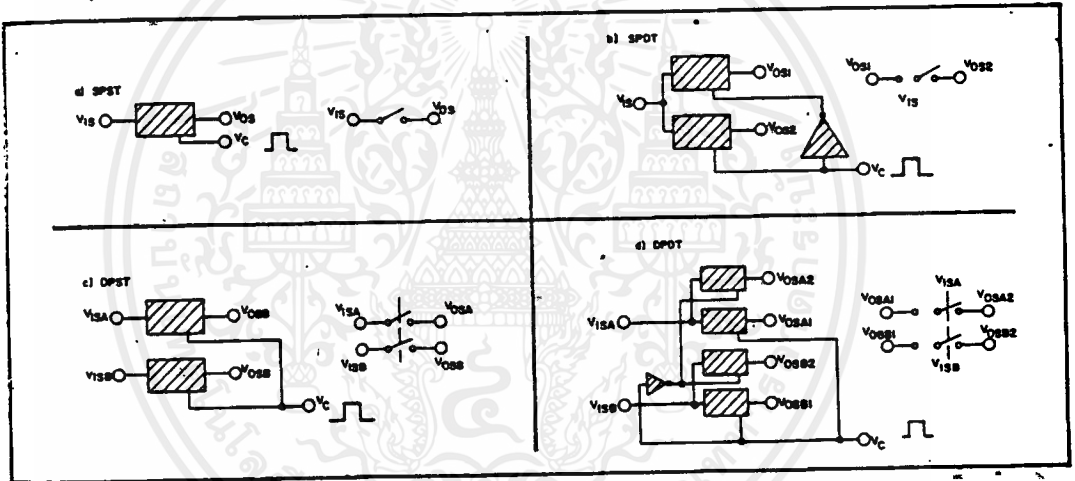 a) SPST
VIS
VOS
VC
VIS
VOS
b) SPDT
VIS
VOS1
VOS2
VC
VOS1
VOS2
VIS
c) DPST
VISA
VOSB
VISB
VOSB
VC
VISA
VOSA
VISB
VOSB
d) DPDT
VISA
VOSA2
VOSA1
VOSB2
VISB
VOSB1
VC
VISA
VOSA1
VOSA2
VOSB1
VOSB2
VISB